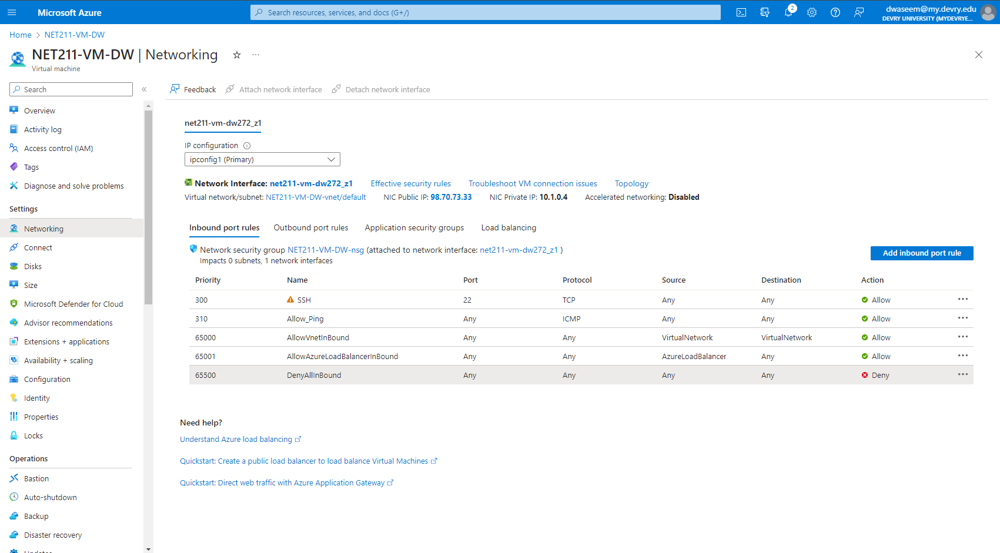 Microsoft Azure
Search resources, services, and docs (G+/)
2
dwaseem@my.devry.edu
DEVRY UNIVERSITY (MYDEVRYE...
Home > NET211-VM-DW
NET211-VM-DW | Networking
...
Virtual machine
Search
«
Feedback
Attach network interface
Detach network interface
Overview
Activity log
Access control (IAM)
Tags
Diagnose and solve problems
Settings
Networking
Connect
Disks
Size
Microsoft Defender for Cloud
Advisor recommendations
Extensions + applications
Availability + scaling
Configuration
Identity
Properties
Locks
Operations
Bastion
Auto-shutdown
Backup
Disaster recovery
Updates
net211-vm-dw272_z1
IP configuration
ipconfig1 (Primary)
Network Interface: net211-vm-dw272_z1 Effective security rules Troubleshoot VM connection issues Topology
Virtual network/subnet: NET211-VM-DW-vnet/default NIC Public IP: 98.70.73.33 NIC Private IP: 10.1.0.4 Accelerated networking: Disabled
Inbound port rules Outbound port rules Application security groups Load balancing
Network security group NET211-VM-DW-nsg (attached to network interface: net211-vm-dw272_z1 )
Impacts 0 subnets, 1 network interfaces
Add inbound port rule
Priority Name Port Protocol Source Destination Action
300 SSH 22 TCP Any Any Allow ...
310 Allow_Ping Any ICMP Any Any Allow ...
65000 AllowVnetInBound Any Any VirtualNetwork VirtualNetwork Allow ...
65001 AllowAzureLoadBalancerInBound Any Any AzureLoadBalancer Any Allow ...
65500 DenyAllInBound Any Any Any Any Deny ...
Need help?
Understand Azure load balancing
Quickstart: Create a public load balancer to load balance Virtual Machines
Quickstart: Direct web traffic with Azure Application Gateway